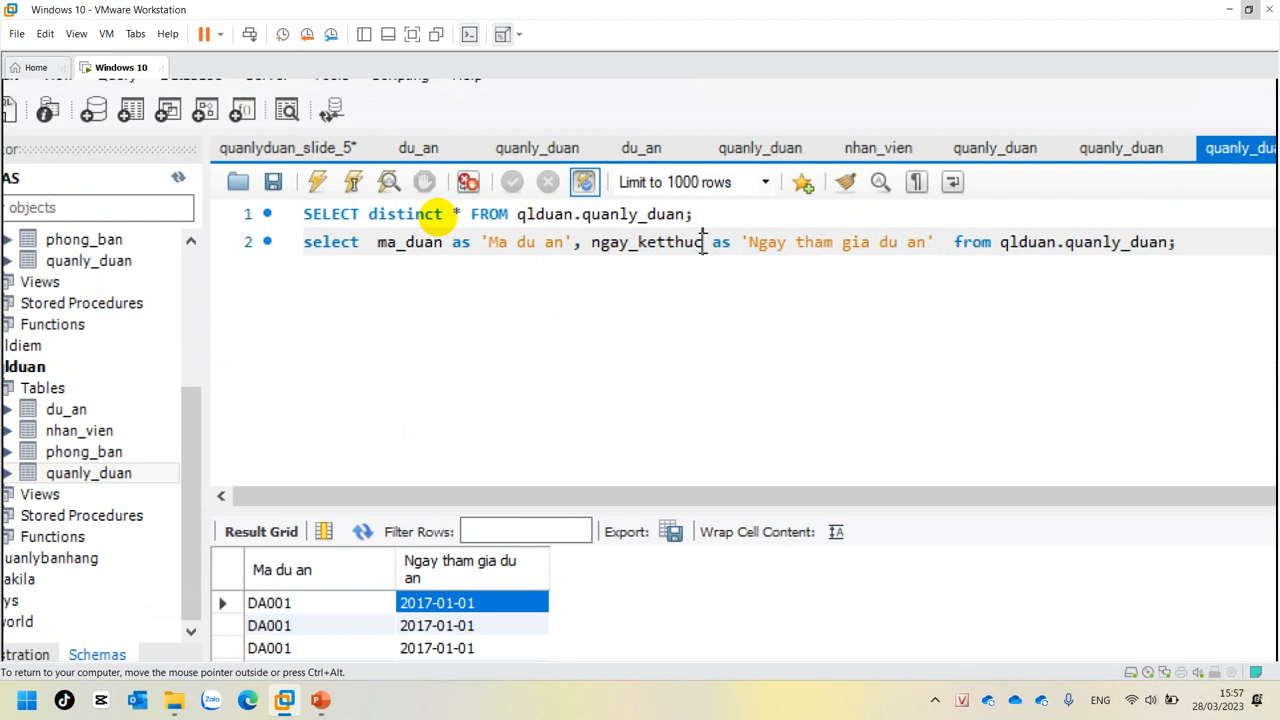 Windows 10 - VMware Workstation
File Edit View VM Tabs Help
Home Windows 10
quanlyduan_slide_5* du_an quanly_duan du_an quanly_duan nhan_vien quanly_duan quanly_duan quanly_dua
Limit to 1000 rows
1 SELECT distinct * FROM qlduan.quanly_duan;
2 select ma_duan as 'Ma du an', ngay_ketthuc as 'Ngay tham gia du an' from qlduan.quanly_duan;
tor
AS
objects
phong_ban
quanly_duan
Views
Stored Procedures
Functions
ldiem
lduan
Tables
du_an
nhan_vien
phong_ban
quanly_duan
Views
Stored Procedures
Functions
uanlybanhang
akila
ys
orld
stration Schemas
Result Grid Filter Rows: Export: Wrap Cell Content:
Ma du an Ngay tham gia du an
DA001 2017-01-01
DA001 2017-01-01
DA001 2017-01-01
To return to your computer, move the mouse pointer outside or press Ctrl+Alt.
Zalo ENG 15:57
28/03/2023